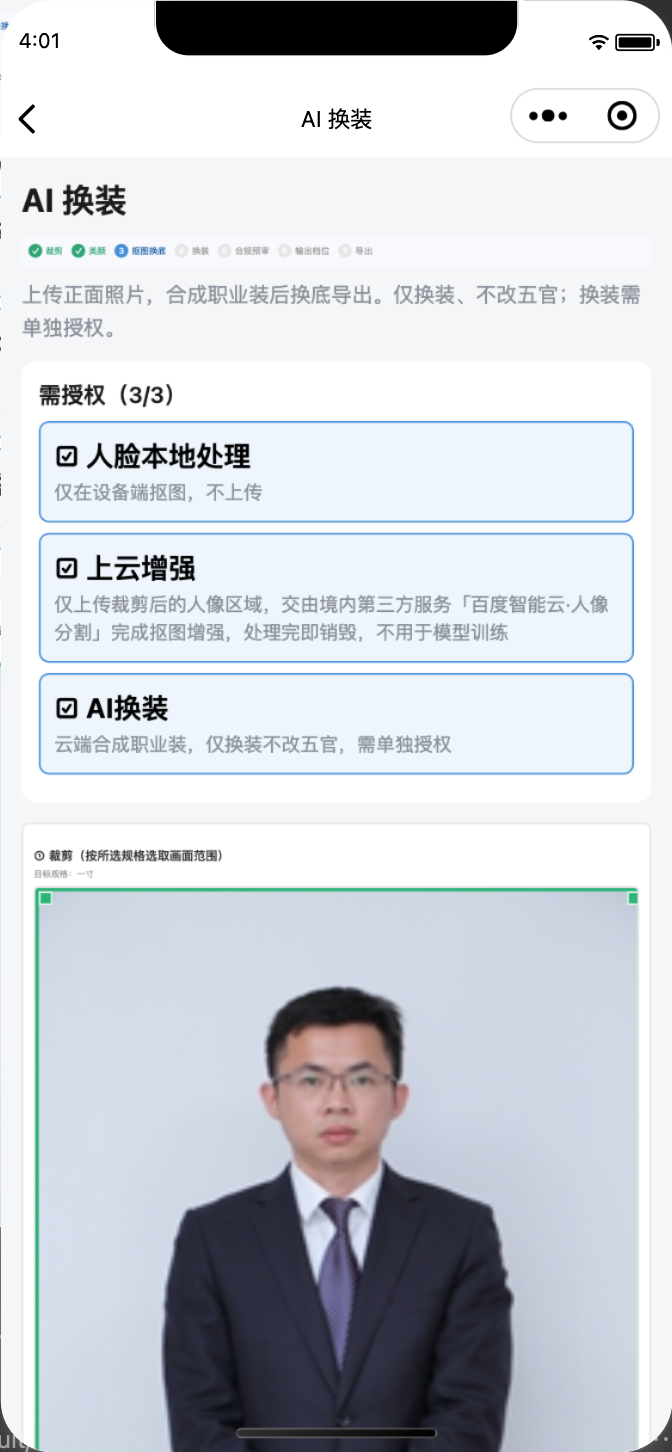 4:01
AI 换装
AI 换装
裁剪 美颜 3 抠图换底 4 换装 5 合规预审 6 输出档位 7 导出
上传正面照片，合成职业装后换底导出。仅换装、不改五官；换装需
单独授权。
需授权（3/3）
人脸本地处理
仅在设备端抠图，不上传
上云增强
仅上传裁剪后的人像区域，交由境内第三方服务「百度智能云·人像
分割」完成抠图增强，处理完即销毁，不用于模型训练
AI换装
云端合成职业装，仅换装不改五官，需单独授权
① 裁剪（按所选规格选取画面范围）
目标规格：一寸